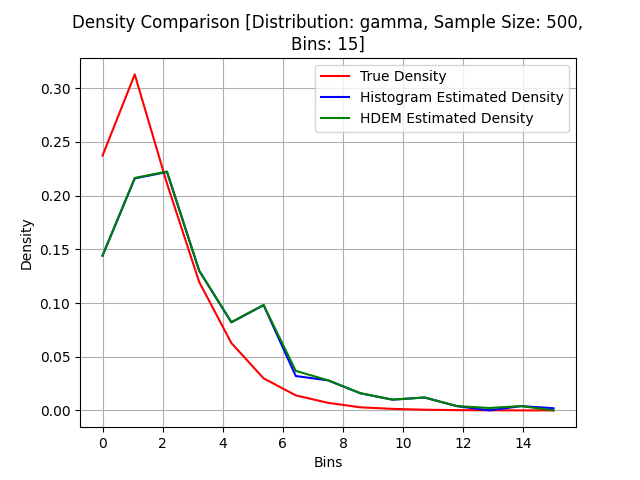 Density Comparison [Distribution: gamma, Sample Size: 500,
Bins: 15]
True Density
Histogram Estimated Density
HDEM Estimated Density
Density
0.30
0.25
0.20
0.15
0.10
0.05
0.00
0 2 4 6 8 10 12 14
Bins